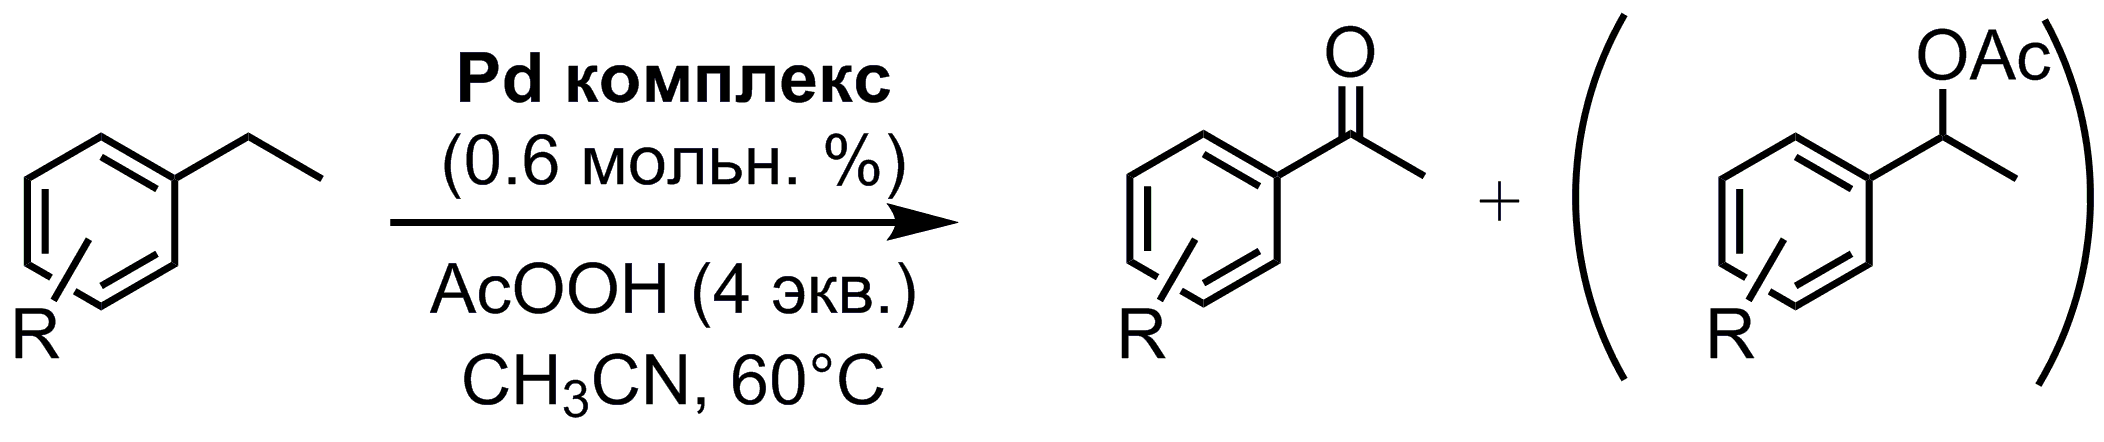 R
Pd комплекс
(0.6 мольн. %)
AcOOH (4 экв.)
CH₃CN, 60°C
O
R
+
OAc
R